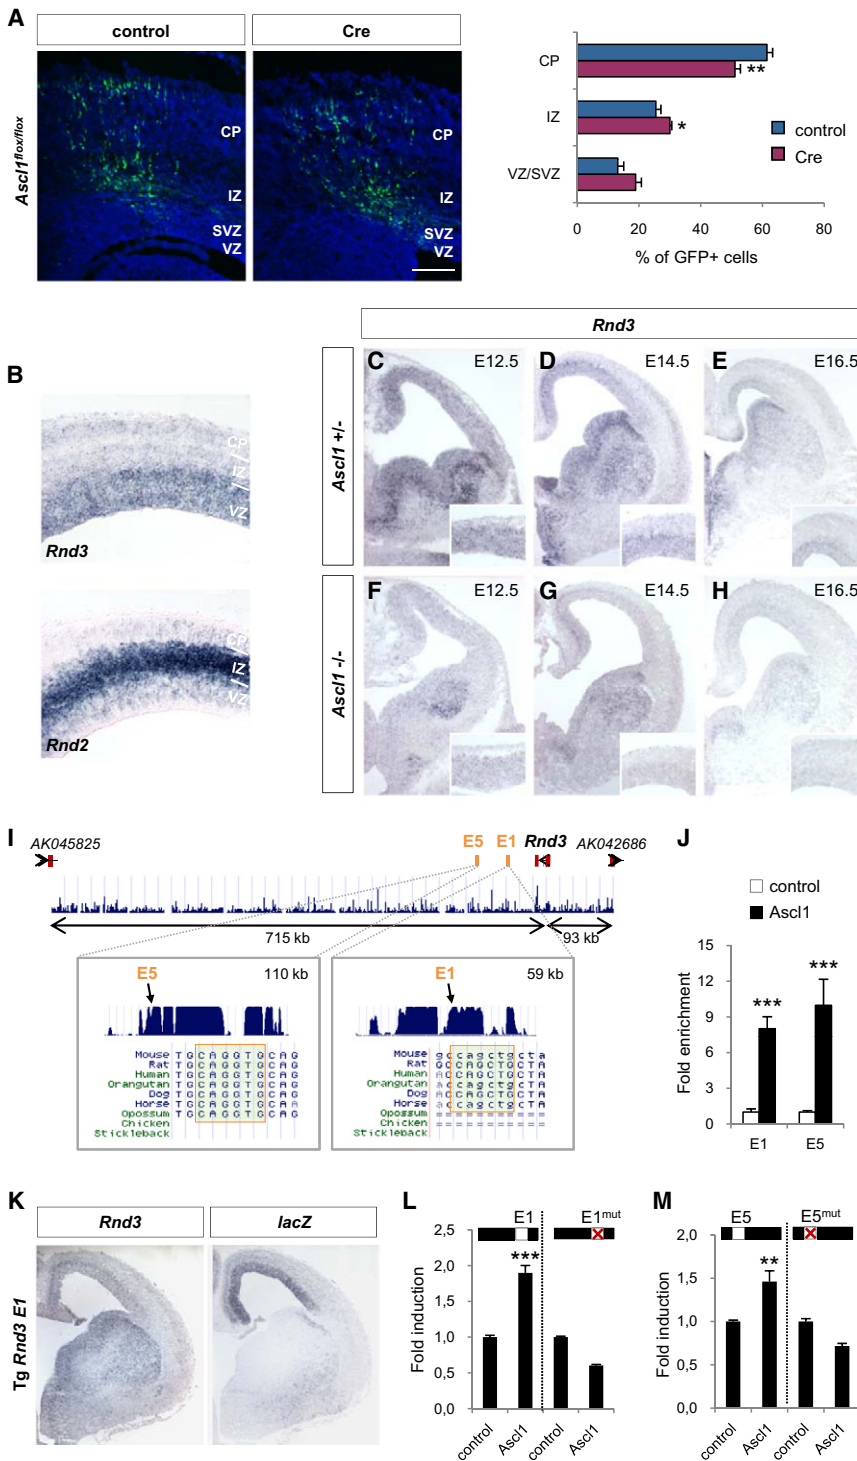 A
control
Cre
Ascl1flox/flox
CP
IZ
SVZ
VZ
CP
IZ
SVZ
VZ
CP
IZ
VZ/SVZ
**
*
control
Cre
0 20 40 60 80
% of GFP+ cells
B
CP
IZ
VZ
Rnd3
CP
IZ
VZ
Rnd2
Rnd3
Ascl1 +/-
C E12.5
D E14.5
E E16.5
Ascl1 -/-
F E12.5
G E14.5
H E16.5
I
AK045825
E5
E1
Rnd3
AK042686
715 kb
93 kb
E5
110 kb
Mouse T G C A G G T G C A G
Rat T G C A G G T G C A G
Human T G C A G G T G C A G
Orangutan T G C A G G T G C A G
Dog T G C A G G T G C A G
Horse T G C A G G T G C A G
Opossum T G C A G G T G C A G
Chicken
Stickleback
E1
59 kb
Mouse g c c a g c t g c t a
Rat G C C A G C T G C T A
Human A C C A G C T G C T A
Orangutan a c c a g c t g c T A
Dog A C C A G C T G C T A
Horse a c c a g c t g c T A
Opossum = = = = = = = = = = =
Chicken = = = = = = = = = = =
Stickleback
J
control
Ascl1
Fold enrichment
15
12
9
6
3
0
***
***
E1
E5
K
Rnd3
lacZ
Tg Rnd3 E1
L
E1
E1mut
Fold induction
2,5
2,0
1,5
1,0
0,5
0,0
***
control
Ascl1
control
Ascl1
M
E5
E5mut
Fold induction
2,0
1,5
1,0
0,5
0,0
**
control
Ascl1
control
Ascl1